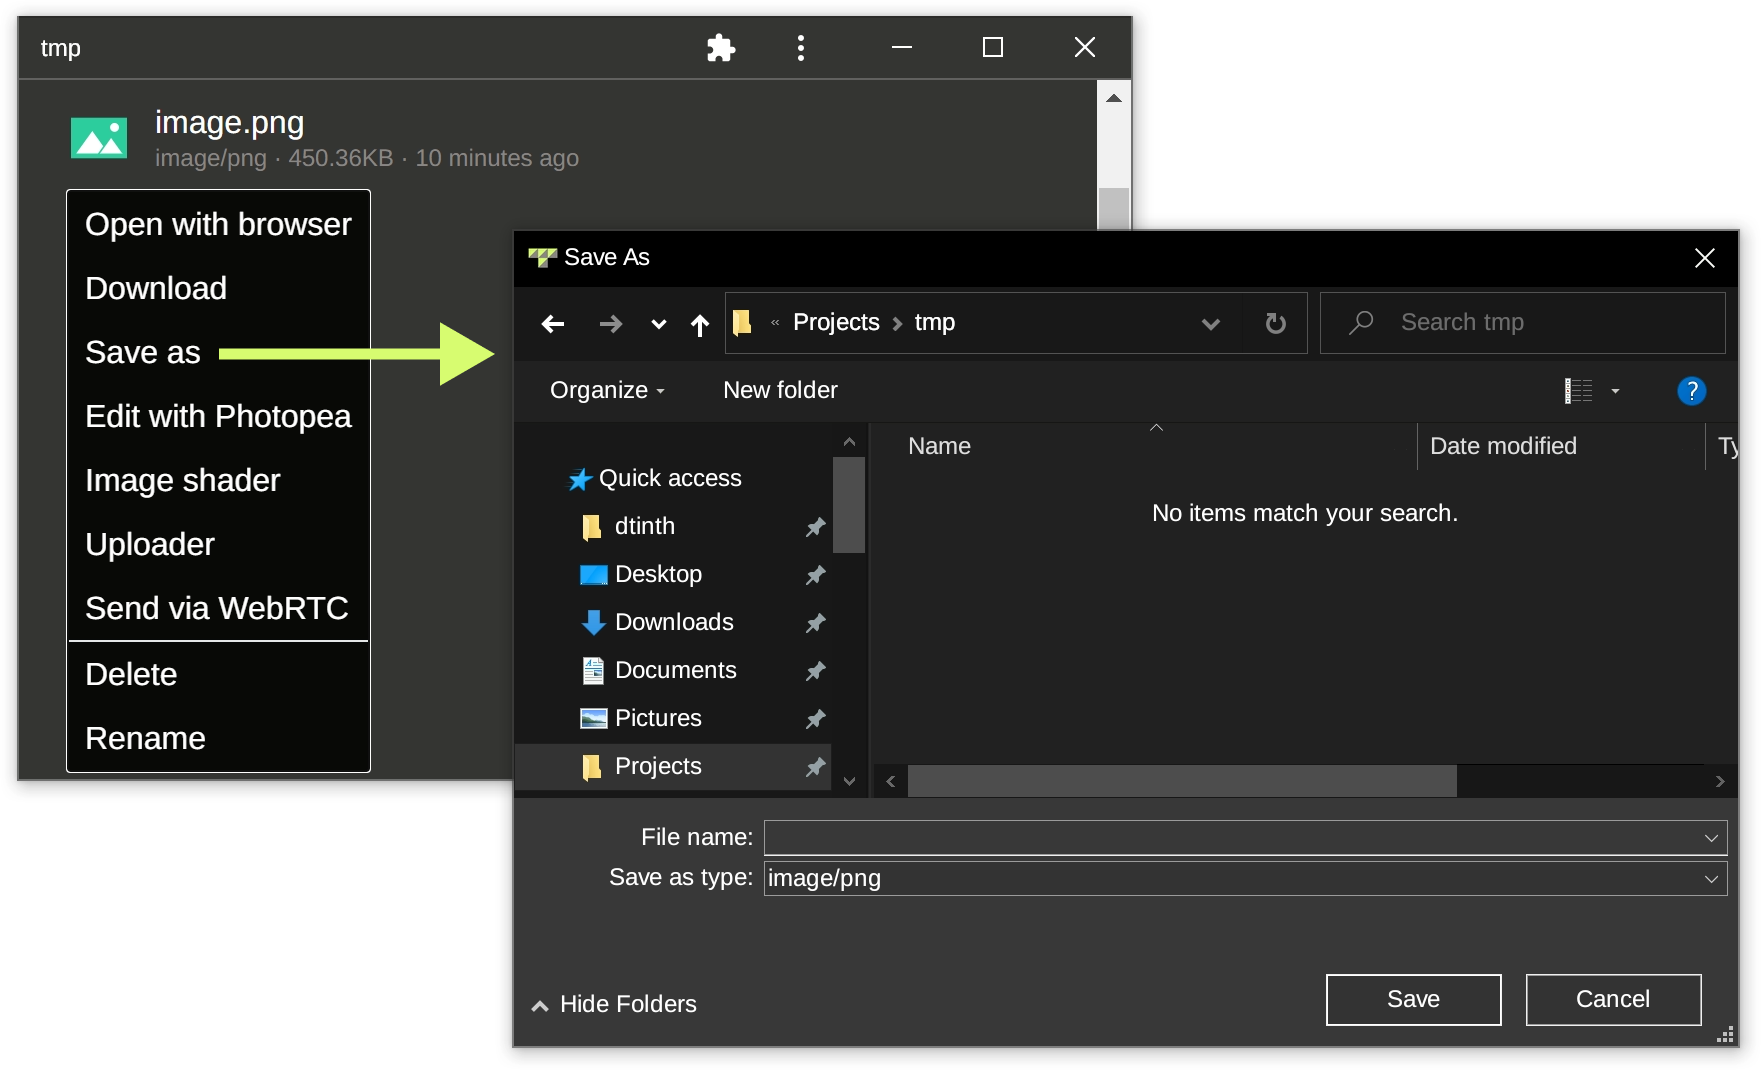 tmp
image.png
image/png · 450.36KB · 10 minutes ago
Open with browser
Download
Save as
Edit with Photopea
Image shader
Uploader
Send via WebRTC
Delete
Rename
Save As
« Projects > tmp
Search tmp
Organize
New folder
?
Name
Date modified
Ty
No items match your search.
Quick access
dtinth
Desktop
Downloads
Documents
Pictures
Projects
File name:
Save as type: image/png
Hide Folders
Save
Cancel